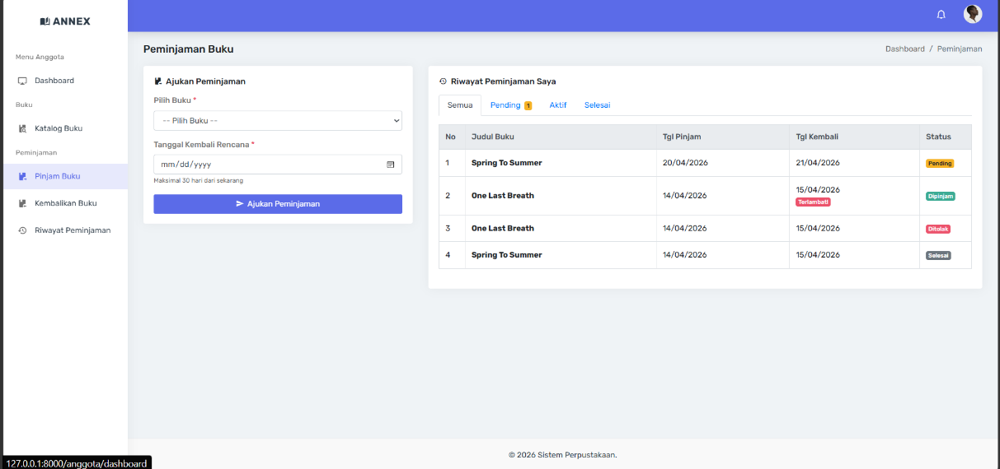 ANNEX
Menu Anggota
Dashboard
Buku
Katalog Buku
Peminjaman
Pinjam Buku
Kembalikan Buku
Riwayat Peminjaman
Peminjaman Buku
Dashboard / Peminjaman
Ajukan Peminjaman
Pilih Buku *
-- Pilih Buku --
Tanggal Kembali Rencana *
mm/dd/yyyy
Maksimal 30 hari dari sekarang
Ajukan Peminjaman
Riwayat Peminjaman Saya
Semua Pending 1 Aktif Selesai
No Judul Buku Tgl Pinjam Tgl Kembali Status
1 Spring To Summer 20/04/2026 21/04/2026 Pending
2 One Last Breath 14/04/2026 15/04/2026 Terlambat! Dipinjam
3 One Last Breath 14/04/2026 15/04/2026 Ditolak
4 Spring To Summer 14/04/2026 15/04/2026 Selesai
© 2026 Sistem Perpustakaan.
127.0.0.1:8000/anggota/dashboard